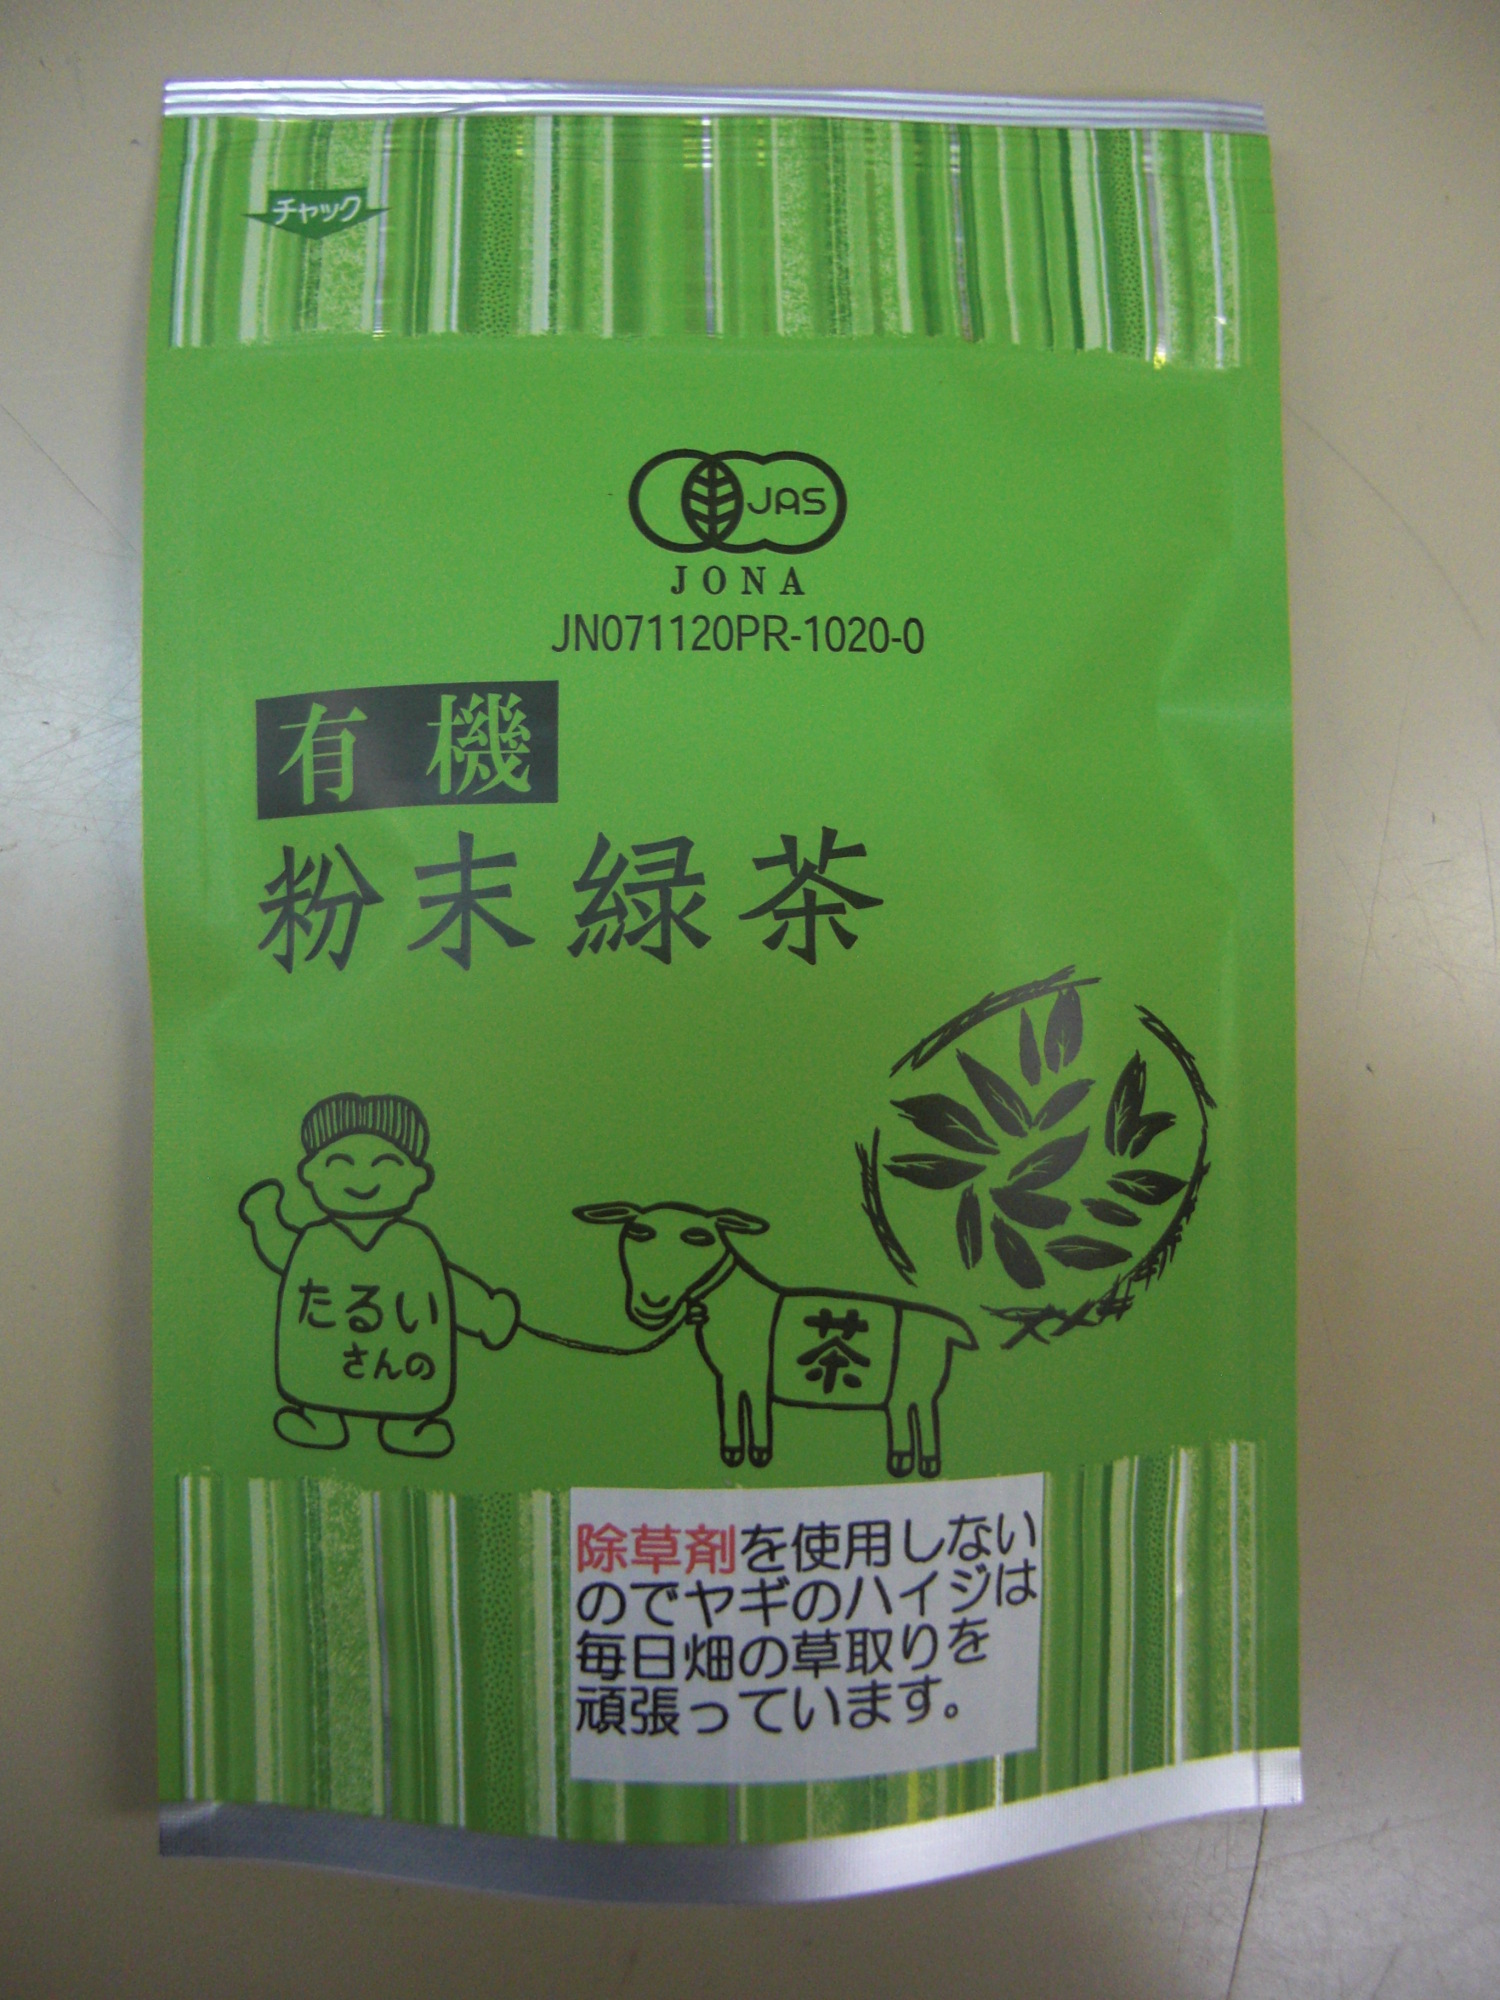 チャック
JAS
JONA
JN071120PR-1020-0
有機
粉末緑茶
たるい
さんの
茶
除草剤を使用しない
のでヤギのハイジは
毎日畑の草取りを
頑張っています。